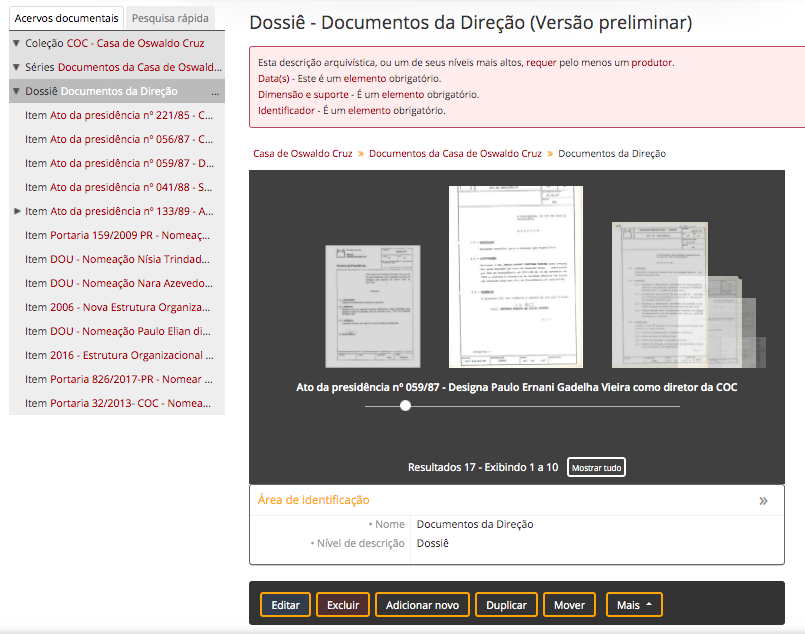 Acervos documentais
Pesquisa rápida
Coleção COC - Casa de Oswaldo Cruz
Séries Documentos da Casa de Oswald...
Dossiê Documentos da Direção ...
Item Ato da presidência nº 221/85 - C...
Item Ato da presidência nº 056/87 - C...
Item Ato da presidência nº 059/87 - D...
Item Ato da presidência nº 041/88 - S...
Item Ato da presidência nº 133/89 - A...
Item Portaria 159/2009 PR - Nomeaç...
Item DOU - Nomeação Nísia Trindad...
Item DOU - Nomeação Nara Azevedo...
Item 2006 - Nova Estrutura Organiza...
Item DOU - Nomeação Paulo Elian di...
Item 2016 - Estrutura Organizacional ...
Item Portaria 826/2017-PR - Nomear ...
Item Portaria 32/2013- COC - Nomea...
Dossiê - Documentos da Direção (Versão preliminar)
Esta descrição arquivística, ou um de seus níveis mais altos, requer pelo menos um produtor.
Data(s) - Este é um elemento obrigatório.
Dimensão e suporte - É um elemento obrigatório.
Identificador - É um elemento obrigatório.
Casa de Oswaldo Cruz » Documentos da Casa de Oswaldo Cruz » Documentos da Direção
Ato da presidência nº 059/87 - Designa Paulo Ernani Gadelha Vieira como diretor da COC
Resultados 17 - Exibindo 1 a 10 Mostrar tudo
Área de identificação »
• Nome Documentos da Direção
• Nível de descrição Dossiê
Editar Excluir Adicionar novo Duplicar Mover Mais